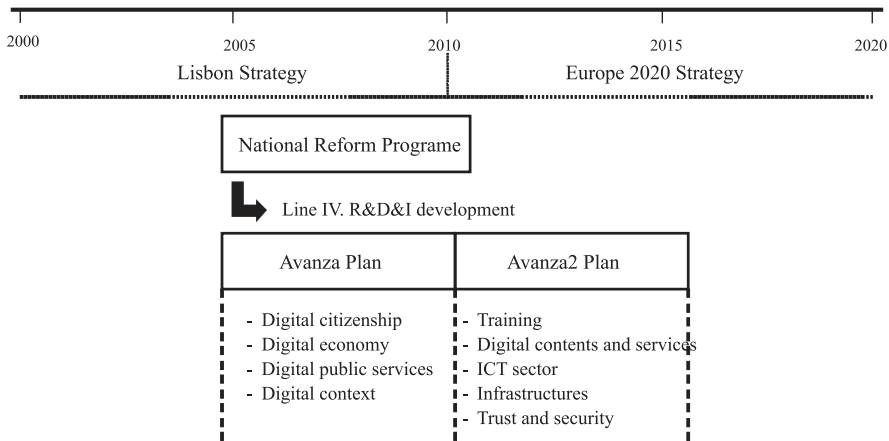 2000 2005 2010 2015 2020
Lisbon Strategy Europe 2020 Strategy
National Reform Programe
Line IV. R&D&I development
Avanza Plan Avanza2 Plan
- Digital citizenship
- Digital economy
- Digital public services
- Digital context
- Training
- Digital contents and services
- ICT sector
- Infrastructures
- Trust and security